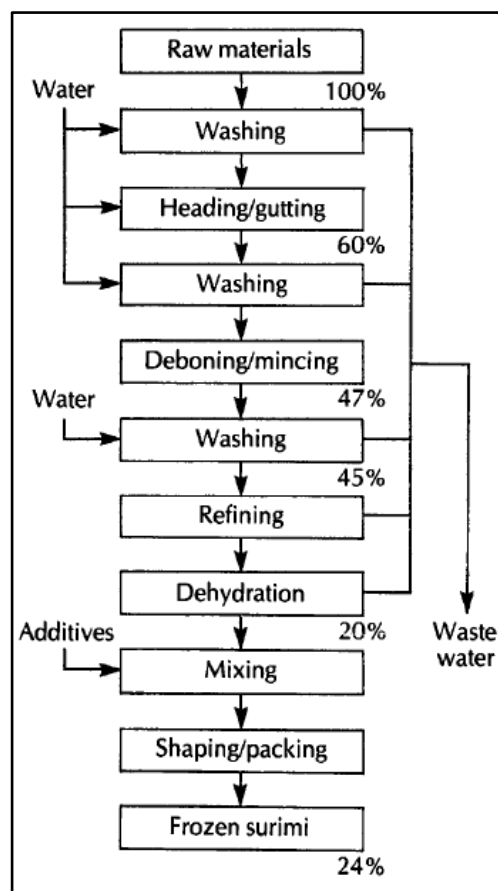 Raw materials
100%
Water
Washing
Heading/gutting
60%
Washing
Deboning/mincing
47%
Water
Washing
45%
Refining
Dehydration
20%
Waste
water
Additives
Mixing
Shaping/packing
Frozen surimi
24%